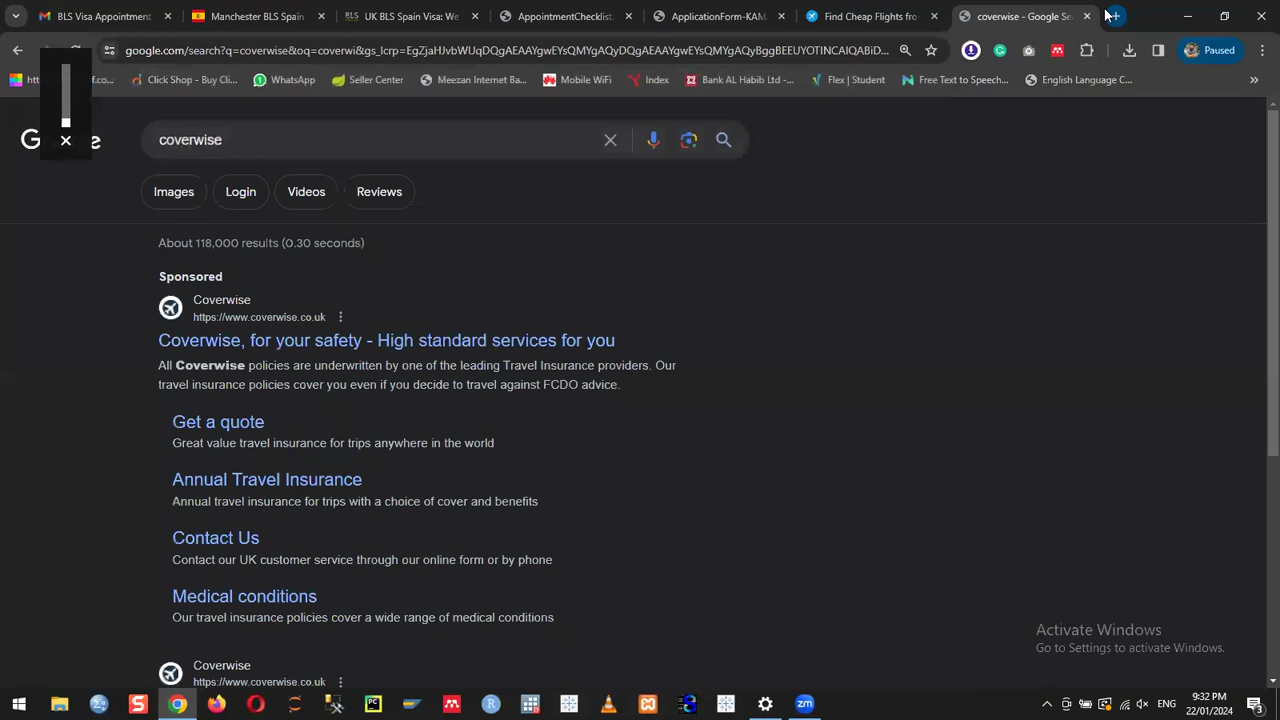 BLS Visa Appointment
Manchester BLS Spain
UK BLS Spain Visa: We
AppointmentChecklist.
ApplicationForm-KAM.
Find Cheap Flights fro
coverwise - Google Se
google.com/search?q=coverwise&oq=coverwi&gs_lcrp=EgZjaHJvbWUqDQgAEAAYgwEYsQMYgAQyDQgAEAAYgwEYsQMYgAQyBggBEEUYOTINCAIQABiD...
Paused
Click Shop - Buy Cli...
WhatsApp
Seller Center
Meezan Internet Ba...
Mobile WiFi
Index
Bank AL Habib Ltd -...
Flex | Student
Free Text to Speech...
English Language C...
coverwise
Images
Login
Videos
Reviews
About 118,000 results (0.30 seconds)
Sponsored
Coverwise
https://www.coverwise.co.uk
Coverwise, for your safety - High standard services for you
All Coverwise policies are underwritten by one of the leading Travel Insurance providers. Our
travel insurance policies cover you even if you decide to travel against FCDO advice.
Get a quote
Great value travel insurance for trips anywhere in the world
Annual Travel Insurance
Annual travel insurance for trips with a choice of cover and benefits
Contact Us
Contact our UK customer service through our online form or by phone
Medical conditions
Our travel insurance policies cover a wide range of medical conditions
Coverwise
https://www.coverwise.co.uk
Activate Windows
Go to Settings to activate Windows.
ENG
9:32 PM
22/01/2024